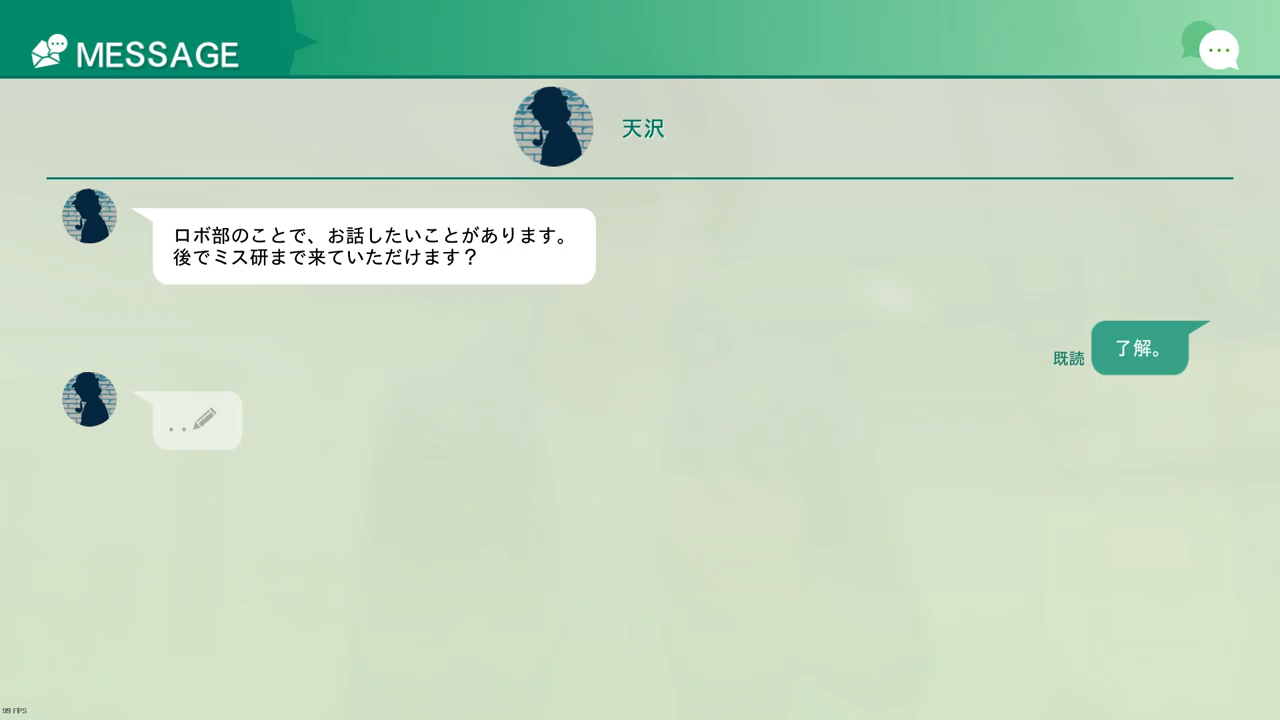 MESSAGE
天沢
ロボ部のことで、お話したいことがあります。
後でミス研まで来ていただけます？
了解。
既読
99 FPS